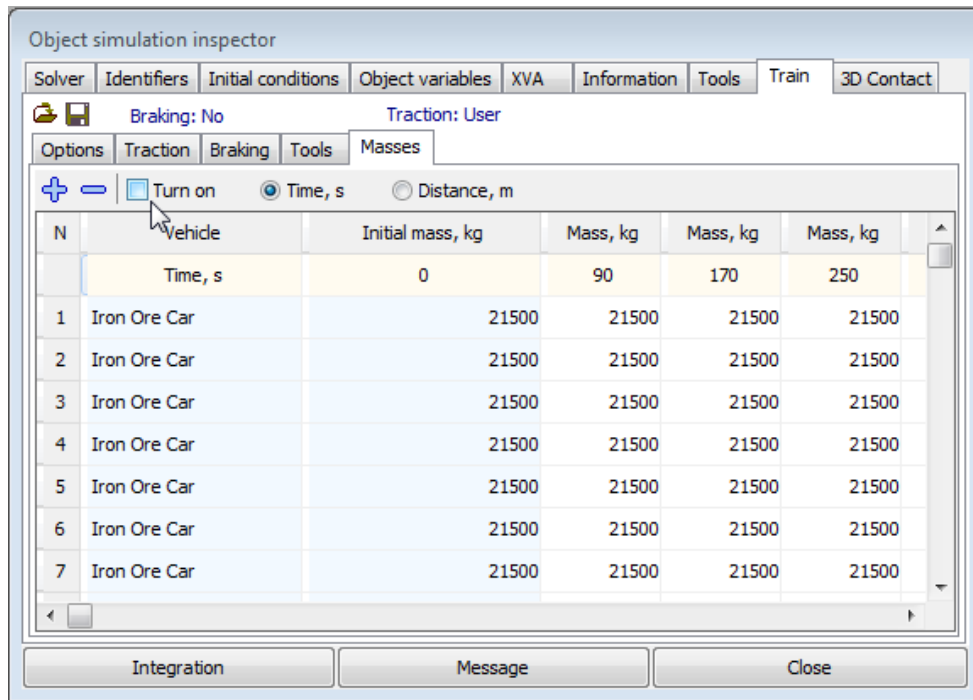 Object simulation inspector
Solver Identifiers Initial conditions Object variables XVA Information Tools Train 3D Contact
Braking: No Traction: User
Options Traction Braking Tools Masses
Turn on Time, s Distance, m
N Vehicle Initial mass, kg Mass, kg Mass, kg Mass, kg
Time, s 0 90 170 250
1 Iron Ore Car 21500 21500 21500 21500
2 Iron Ore Car 21500 21500 21500 21500
3 Iron Ore Car 21500 21500 21500 21500
4 Iron Ore Car 21500 21500 21500 21500
5 Iron Ore Car 21500 21500 21500 21500
6 Iron Ore Car 21500 21500 21500 21500
7 Iron Ore Car 21500 21500 21500 21500
Integration Message Close